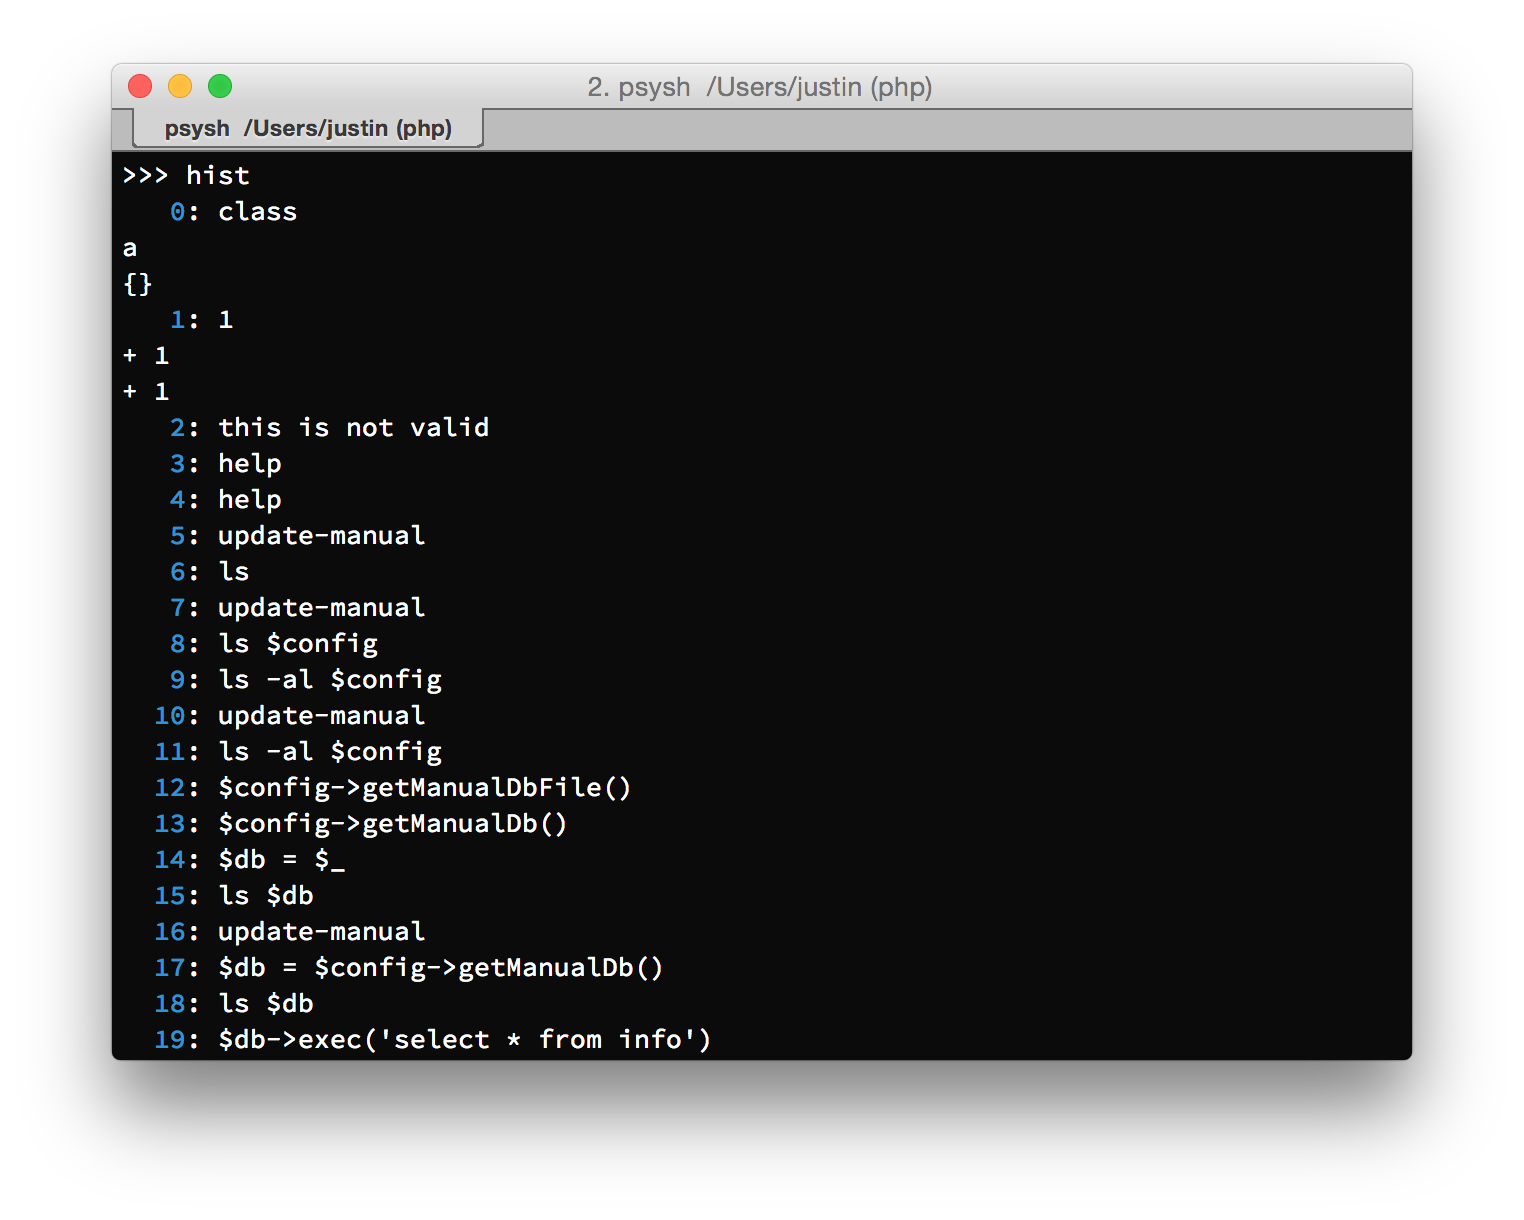 2. psysh  /Users/justin (php)
psysh  /Users/justin (php)
>>> hist
   0: class
a
{}
   1: 1
+ 1
+ 1
   2: this is not valid
   3: help
   4: help
   5: update-manual
   6: ls
   7: update-manual
   8: ls $config
   9: ls -al $config
  10: update-manual
  11: ls -al $config
  12: $config->getManualDbFile()
  13: $config->getManualDb()
  14: $db = $_
  15: ls $db
  16: update-manual
  17: $db = $config->getManualDb()
  18: ls $db
  19: $db->exec('select * from info')